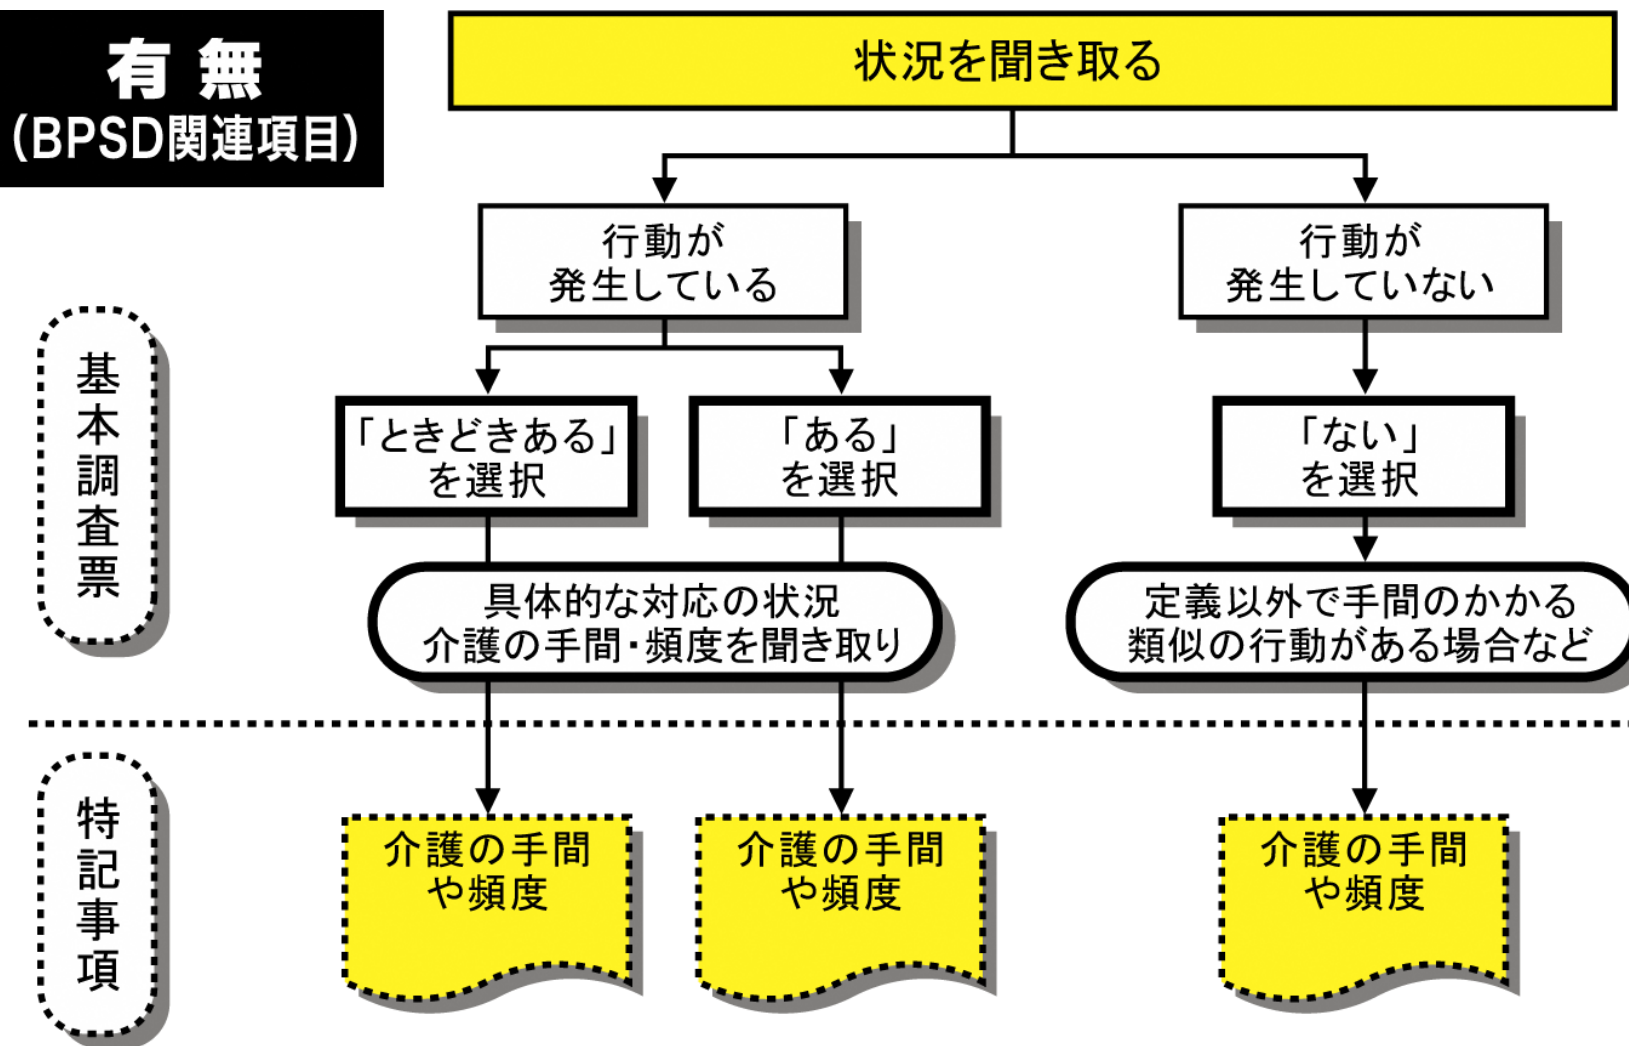 有無
(BPSD関連項目)
状況を聞き取る
行動が
発生している
行動が
発生していない
基本調査票
「ときどきある」
を選択
「ある」
を選択
「ない」
を選択
具体的な対応の状況
介護の手間・頻度を聞き取り
定義以外で手間のかかる
類似の行動がある場合など
特記事項
介護の手間
や頻度
介護の手間
や頻度
介護の手間
や頻度